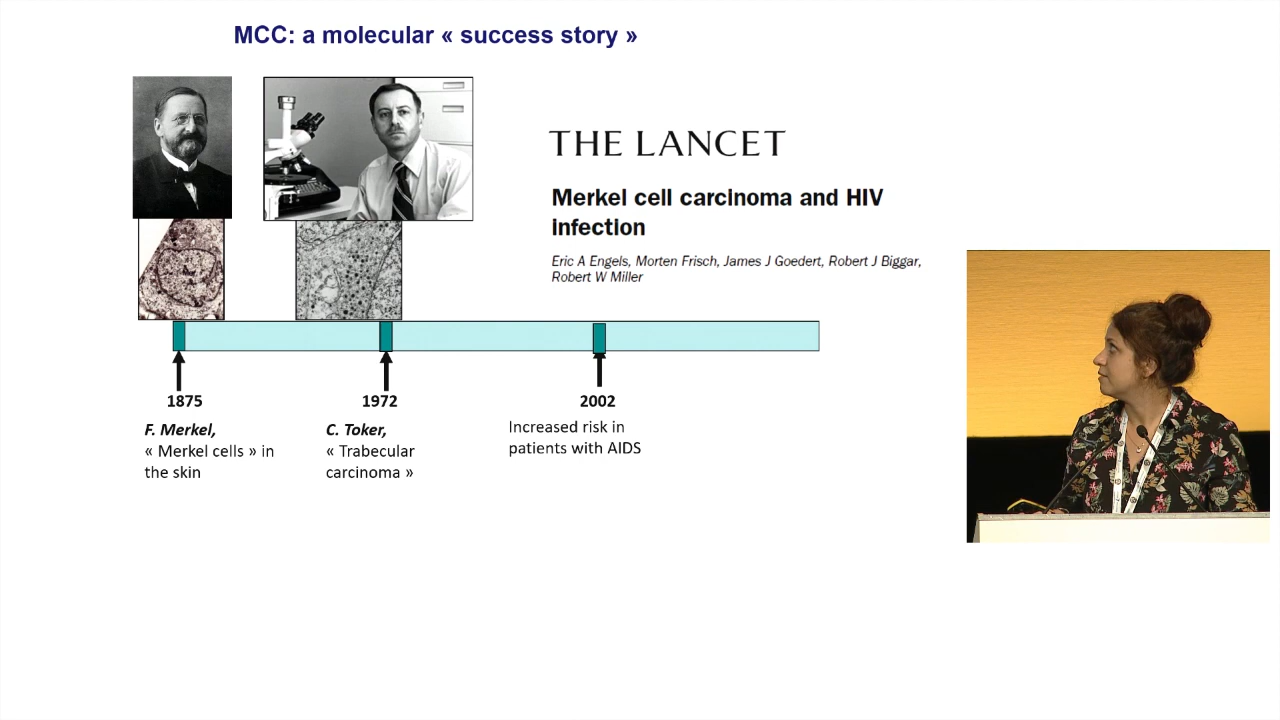 MCC: a molecular « success story »
THE LANCET
Merkel cell carcinoma and HIV
infection
Eric A Engels, Morten Frisch, James J Goedert, Robert J Biggar,
Robert W Miller
1875
F. Merkel,
« Merkel cells » in
the skin
1972
C. Toker,
« Trabecular
carcinoma »
2002
Increased risk in
patients with AIDS